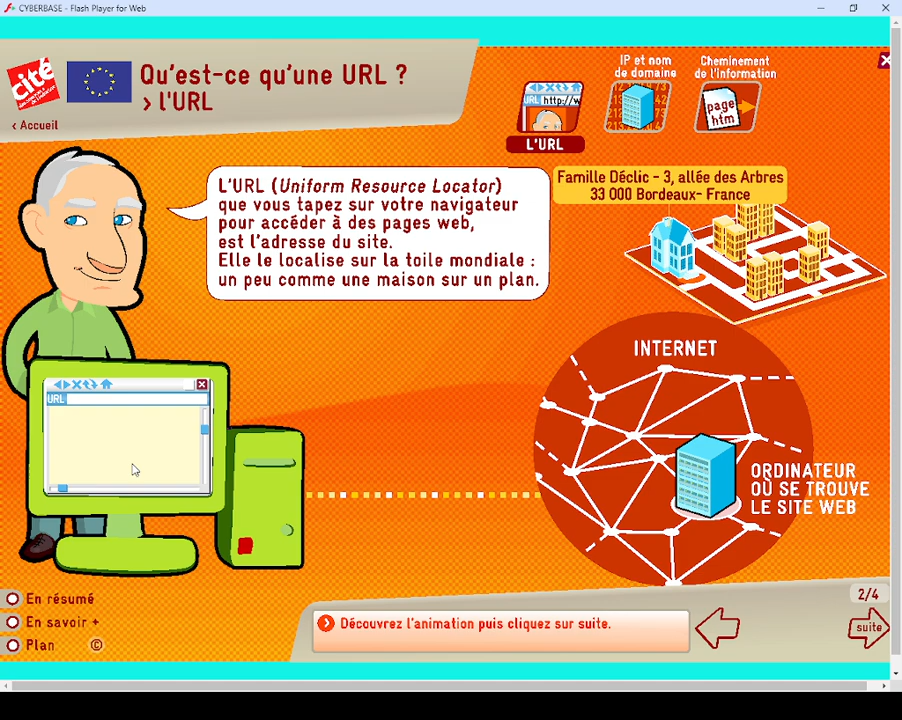 CYBERBASE - Flash Player for Web
cité
Qu'est-ce qu'une URL ?
› l'URL
‹ Accueil
URL http://w
L'URL
IP et nom
de domaine
Cheminement
de l'Information
page
htm
L'URL (Uniform Resource Locator)
que vous tapez sur votre navigateur
pour accéder à des pages web,
est l'adresse du site.
Elle le localise sur la toile mondiale :
un peu comme une maison sur un plan.
Famille Déclic - 3, allée des Arbres
33 000 Bordeaux- France
INTERNET
ORDINATEUR
OÙ SE TROUVE
LE SITE WEB
URL
En résumé
En savoir +
Plan
©
Découvrez l'animation puis cliquez sur suite.
2/4
suite